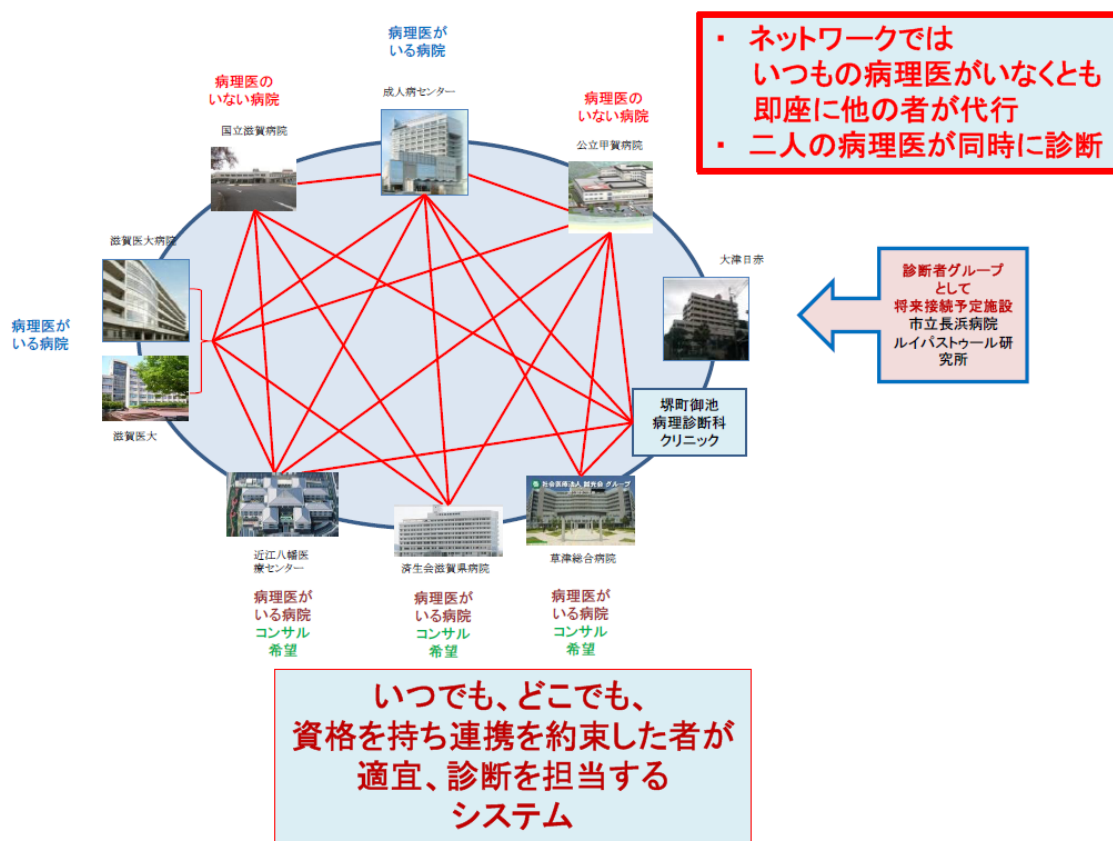 病理医が
いる病院
成人病センター
病理医の
いない病院
国立滋賀病院
病理医の
いない病院
公立甲賀病院
・ ネットワークでは
いつもの病理医がいなくとも
即座に他の者が代行
・ 二人の病理医が同時に診断
滋賀医大病院
病理医が
いる病院
滋賀医大
大津日赤
診断者グループ
として
将来接続予定施設
市立長浜病院
ルイパストゥール研
究所
堺町御池
病理診断科
クリニック
近江八幡医
療センター
病理医が
いる病院
コンサル
希望
済生会滋賀県病院
病理医が
いる病院
コンサル
希望
社会医療法人 誠光会 グループ
草津総合病院
病理医が
いる病院
コンサル
希望
いつでも、どこでも、
資格を持ち連携を約束した者が
適宜、診断を担当する
システム